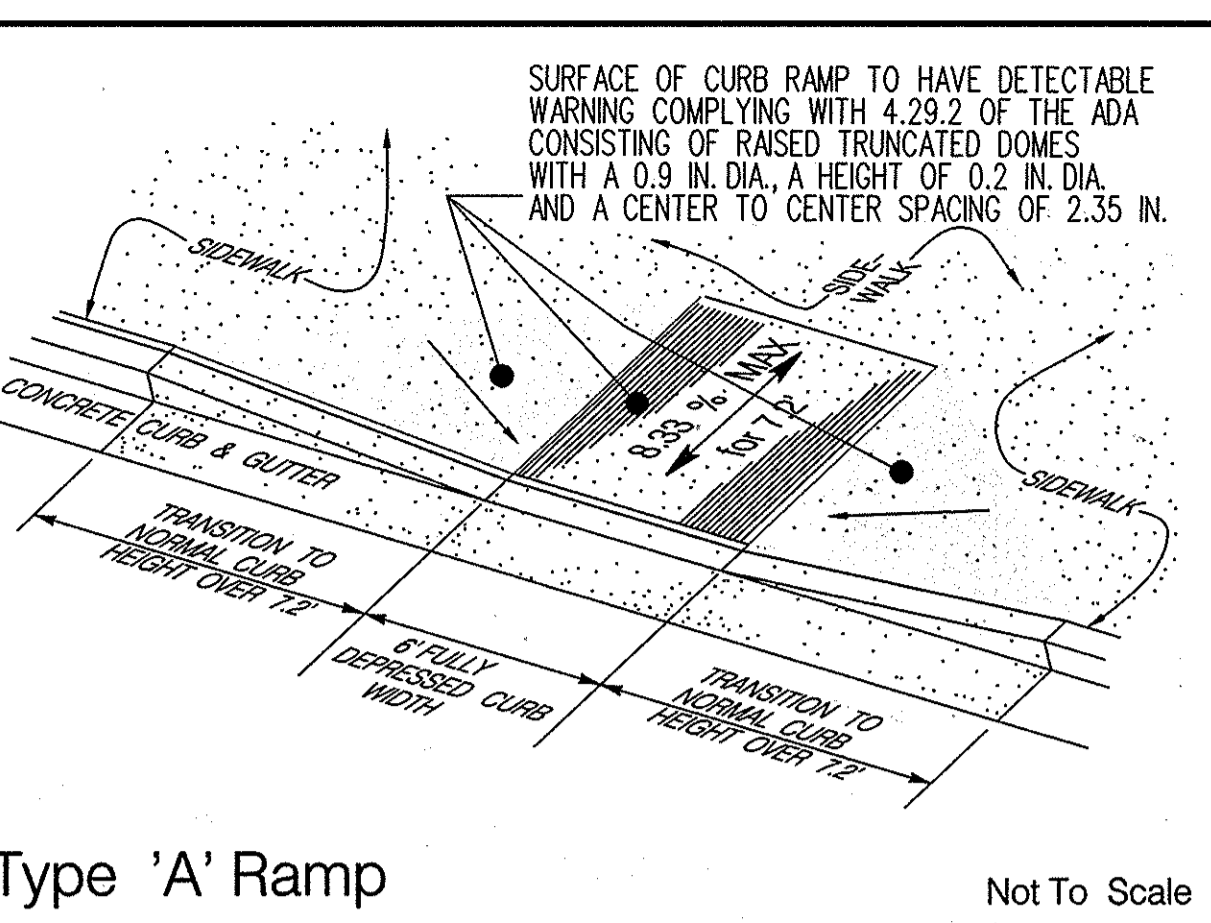 SURFACE OF CURB RAMP TO HAVE DETECTABLE
WARNING COMPLYING WITH 4.29.2 OF THE ADA
CONSISTING OF RAISED TRUNCATED DOMES
WITH A 0.9 IN. DIA., A HEIGHT OF 0.2 IN. DIA.
AND A CENTER TO CENTER SPACING OF 2.35 IN.
SIDEWALK
SIDE-
WALK
8.33 % MAX
for 7.2'
SIDEWALK
CONCRETE CURB & GUTTER
TRANSITION TO
NORMAL CURB
HEIGHT OVER 7.2'
6' FULLY
DEPRESSED CURB
WIDTH
TRANSITION TO
NORMAL CURB
HEIGHT OVER 7.2'
Type 'A' Ramp
Not To Scale